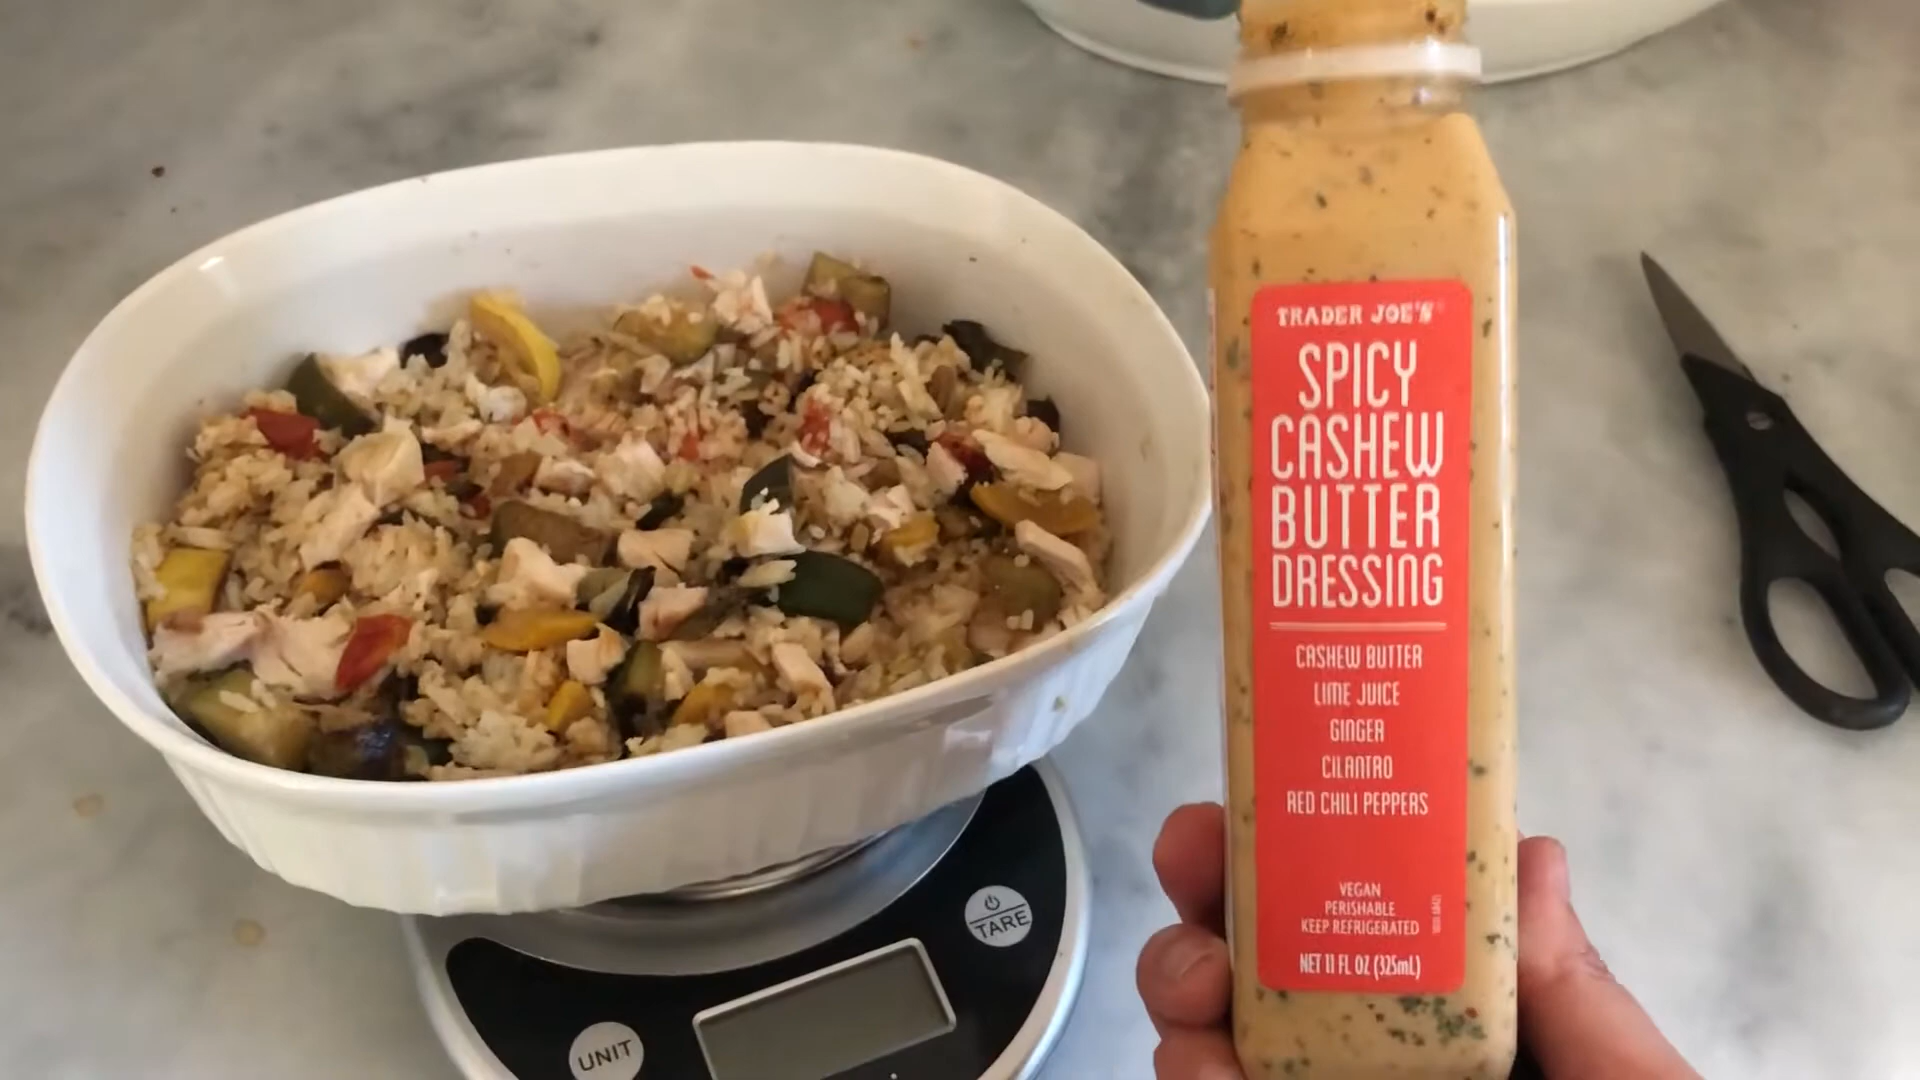 TRADER JOE'S
SPICY
CASHEW
BUTTER
DRESSING
CASHEW BUTTER
LIME JUICE
GINGER
CILANTRO
RED CHILI PEPPERS
VEGAN
PERISHABLE
KEEP REFRIGERATED
NET 11 FL OZ (325mL)
TARE
UNIT